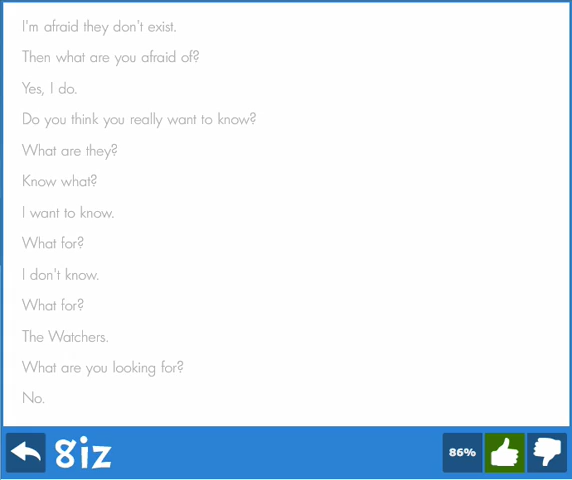 I'm afraid they don't exist.
Then what are you afraid of?
Yes, I do.
Do you think you really want to know?
What are they?
Know what?
I want to know.
What for?
I don't know.
What for?
The Watchers.
What are you looking for?
No.
8iz
86%